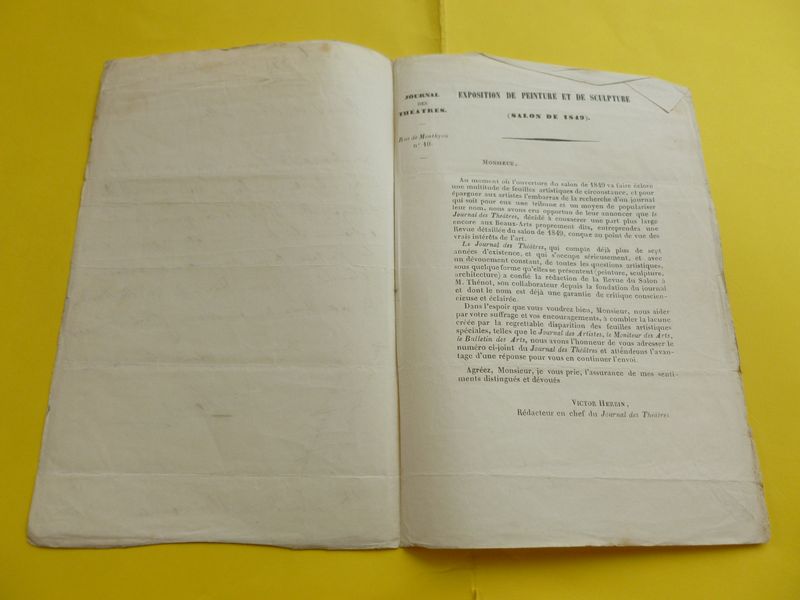 JOURNAL
DES
THEATRES.
Rue de Monthyon
n° 10.
EXPOSITION DE PEINTURE ET DE SCULPTURE
(SALON DE 1849).
MONSIEUR,
Au moment où l'ouverture du salon de 1849 va faire éclore
une multitude de feuilles artistiques de circonstance, et pour
épargner aux artistes l'embarras de la recherche d'un journal
qui soit pour eux une tribune et un moyen de populariser
leur nom, nous avons cru opportun de leur annoncer que le
Journal des Théâtres, décidé à consacrer une part plus large
encore aux Beaux-Arts proprement dits, entreprendra une
Revue détaillée du salon de 1849, conçue au point de vue des
vrais intérêts de l'art.
Le Journal des Théâtres, qui compte déjà plus de sept
années d'existence, et qui s'occupe sérieusement, et avec
un dévouement constant, de toutes les questions artistiques,
sous quelque forme qu'elles se présentent (peinture, sculpture,
architecture) a confié la rédaction de la Revue du Salon à
M. Thénot, son collaborateur depuis la fondation du journal
et dont le nom est déjà une garantie de critique conscien-
cieuse et éclairée.
Dans l'espoir que vous voudrez bien, Monsieur, nous aider
par votre suffrage et vos encouragements, à combler la lacune
créée par la regrettable disparition des feuilles artistiques
spéciales, telles que le Journal des Artistes, le Moniteur des Arts,
le Bulletin des Arts, nous avons l'honneur de vous adresser le
numéro ci-joint du Journal des Théâtres et attendrons l'avan-
tage d'une réponse pour vous en continuer l'envoi.
Agréez, Monsieur, je vous prie, l'assurance de mes senti-
ments distingués et dévoués
VICTOR HERBIN,
Rédacteur en chef du Journal des Théâtres